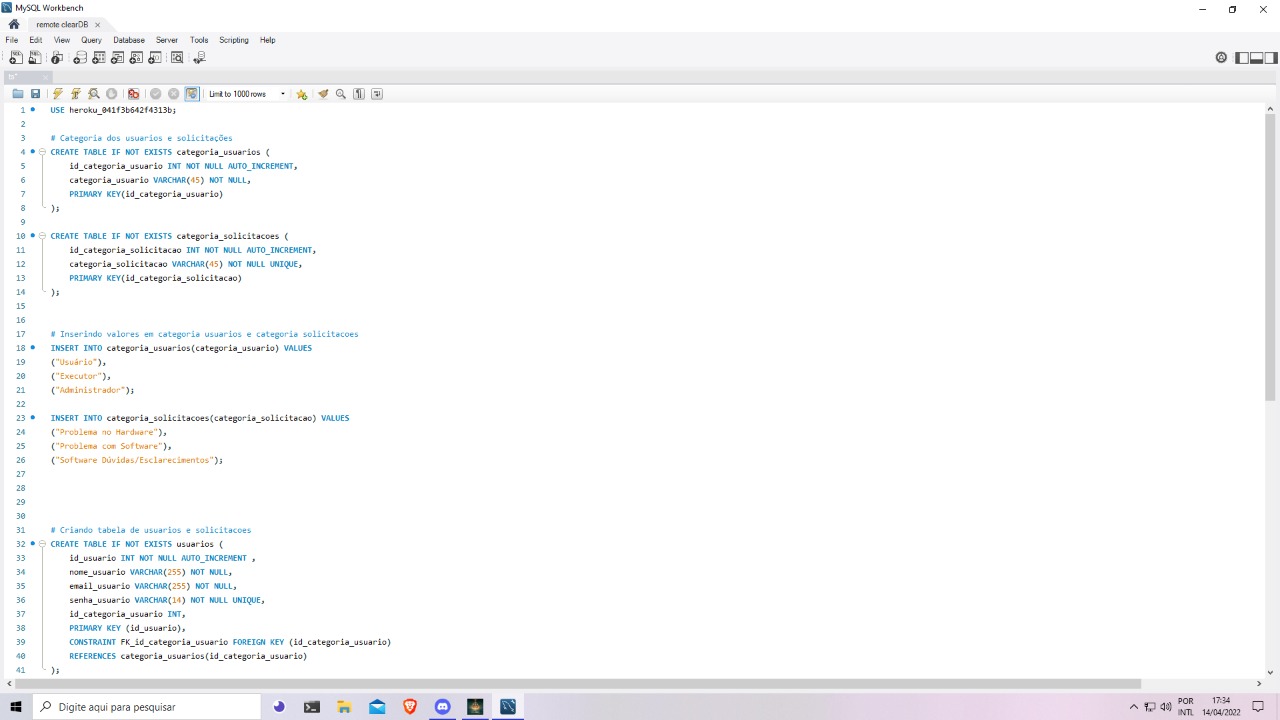 MySQL Workbench
remote clearDB ×
File Edit View Query Database Server Tools Scripting Help
Limit to 1000 rows
1 USE heroku_041f3b642f4313b;
2
3 # Categoria dos usuarios e solicitações
4 CREATE TABLE IF NOT EXISTS categoria_usuarios (
5 id_categoria_usuario INT NOT NULL AUTO_INCREMENT,
6 categoria_usuario VARCHAR(45) NOT NULL,
7 PRIMARY KEY(id_categoria_usuario)
8 );
9
10 CREATE TABLE IF NOT EXISTS categoria_solicitacoes (
11 id_categoria_solicitacao INT NOT NULL AUTO_INCREMENT,
12 categoria_solicitacao VARCHAR(45) NOT NULL UNIQUE,
13 PRIMARY KEY(id_categoria_solicitacao)
14 );
15
16
17 # Inserindo valores em categoria usuarios e categoria solicitacoes
18 INSERT INTO categoria_usuarios(categoria_usuario) VALUES
19 ("Usuário"),
20 ("Executor"),
21 ("Administrador");
22
23 INSERT INTO categoria_solicitacoes(categoria_solicitacao) VALUES
24 ("Problema no Hardware"),
25 ("Problema com Software"),
26 ("Software Dúvidas/Esclarecimentos");
27
28
29
30
31 # Criando tabela de usuarios e solicitacoes
32 CREATE TABLE IF NOT EXISTS usuarios (
33 id_usuario INT NOT NULL AUTO_INCREMENT ,
34 nome_usuario VARCHAR(255) NOT NULL,
35 email_usuario VARCHAR(255) NOT NULL,
36 senha_usuario VARCHAR(14) NOT NULL UNIQUE,
37 id_categoria_usuario INT,
38 PRIMARY KEY (id_usuario),
39 CONSTRAINT FK_id_categoria_usuario FOREIGN KEY (id_categoria_usuario)
40 REFERENCES categoria_usuarios(id_categoria_usuario)
41 );
Digite aqui para pesquisar
POR 17:34
INTL 14/04/2022